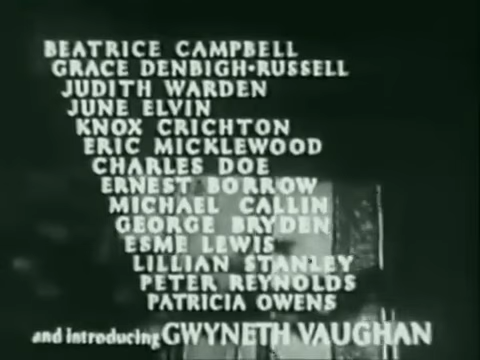 BEATRICE CAMPBELL
GRACE DENBIGH-RUSSELL
JUDITH WARDEN
JUNE ELVIN
KNOX CRICHTON
ERIC MICKLEWOOD
CHARLES DOE
ERNEST BORROW
MICHAEL CALLIN
GEORGE BRYDEN
ESME LEWIS
LILLIAN STANLEY
PETER REYNOLDS
PATRICIA OWENS
and introducing GWYNETH VAUGHAN